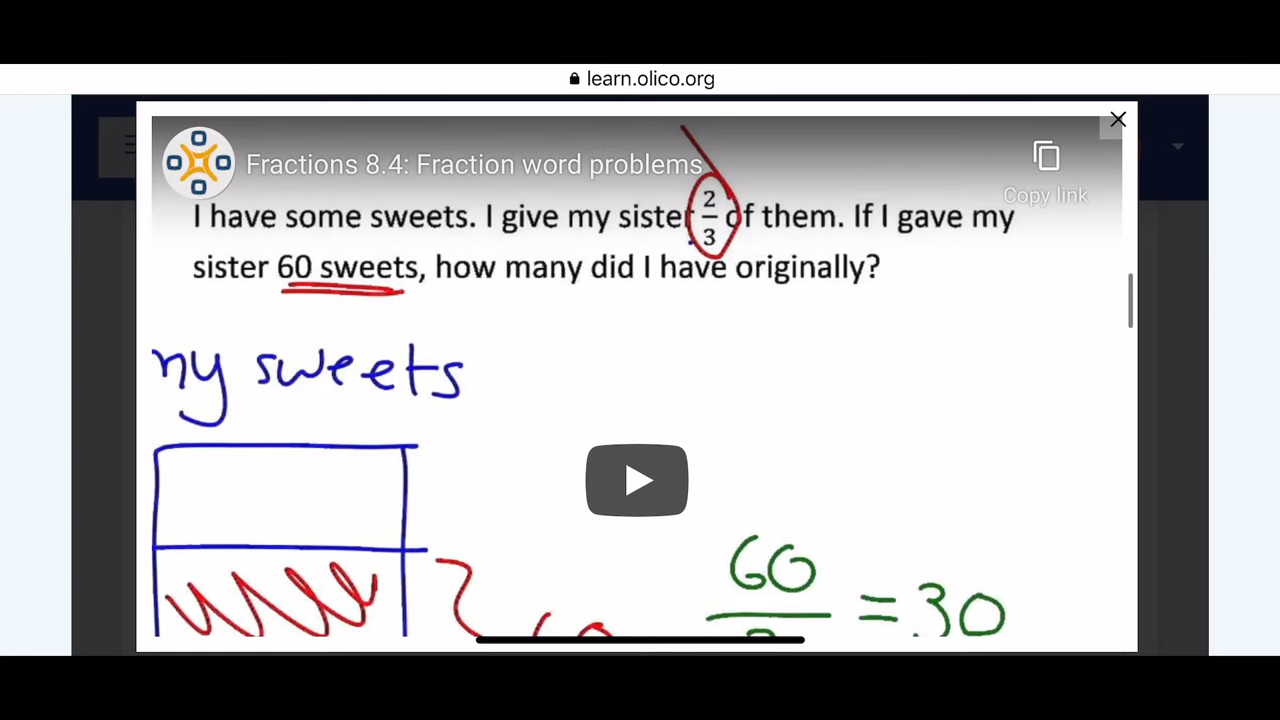 learn.olico.org
Fractions 8.4: Fraction word problems
Copy link
I have some sweets. I give my sister 2/3 of them. If I gave my
sister 60 sweets, how many did I have originally?
my sweets
60
= 30